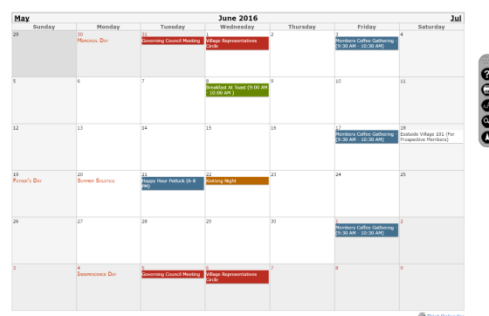 May
June 2016
Jul
Sunday
Monday
Tuesday
Wednesday
Thursday
Friday
Saturday
29
30
31
1
2
3
4
Memorial Day
Governing Council Meeting
Village Representations
Circle
Members Coffee Gathering
(9:30 AM - 10:30 AM)
5
6
7
8
9
10
11
Breakfast At Toast (9:00 AM
- 10:00 AM )
12
13
14
15
16
17
18
Members Coffee Gathering
(9:30 AM - 10:30 AM)
Eastside Village 101 (For
Prospective Members)
19
20
21
22
23
24
25
Father's Day
Summer Solstice
Happy Hour Potluck (6-8
PM)
Knitting Night
26
27
28
29
30
1
2
Members Coffee Gathering
(9:30 AM - 10:30 AM)
3
4
5
6
7
8
9
Independence Day
Governing Council Meeting
Village Representations
Circle